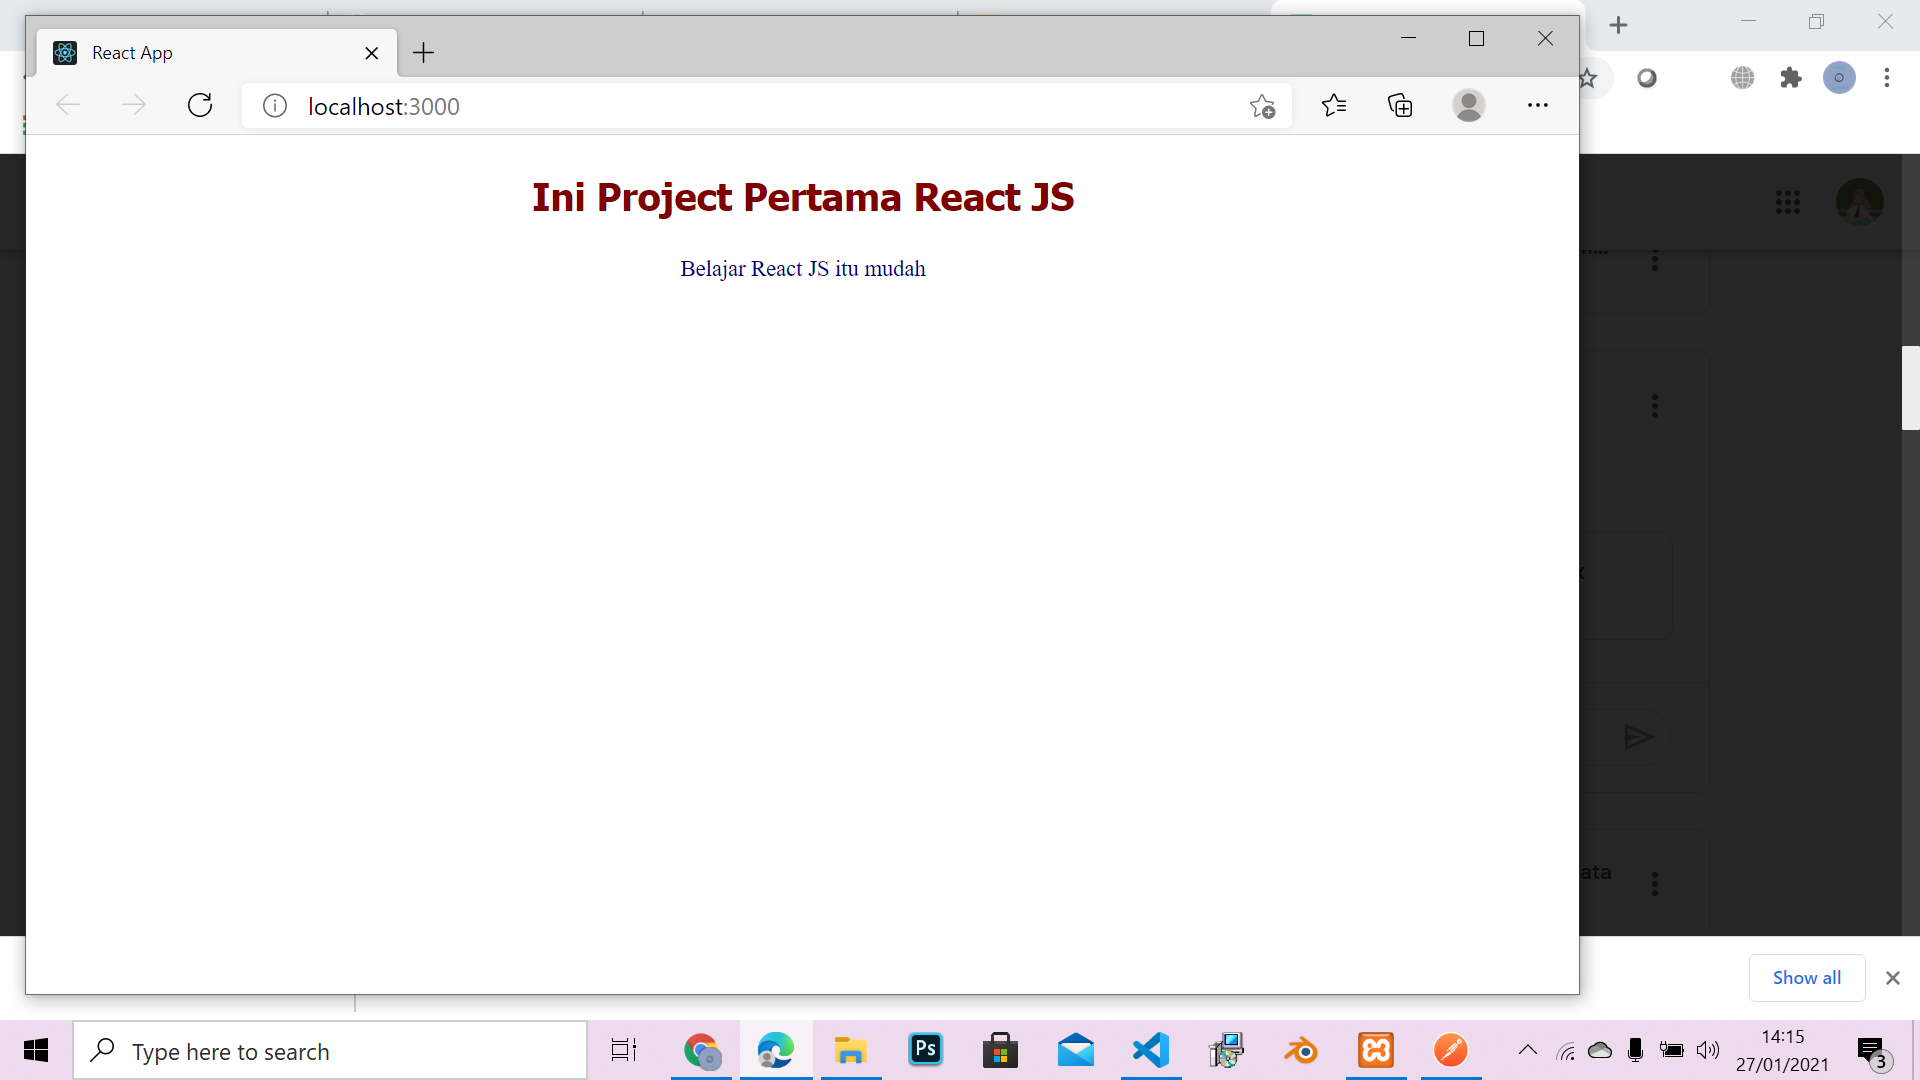 React App
localhost:3000
Ini Project Pertama React JS
Belajar React JS itu mudah
ata
Show all
Type here to search
Ps
14:15
27/01/2021
3